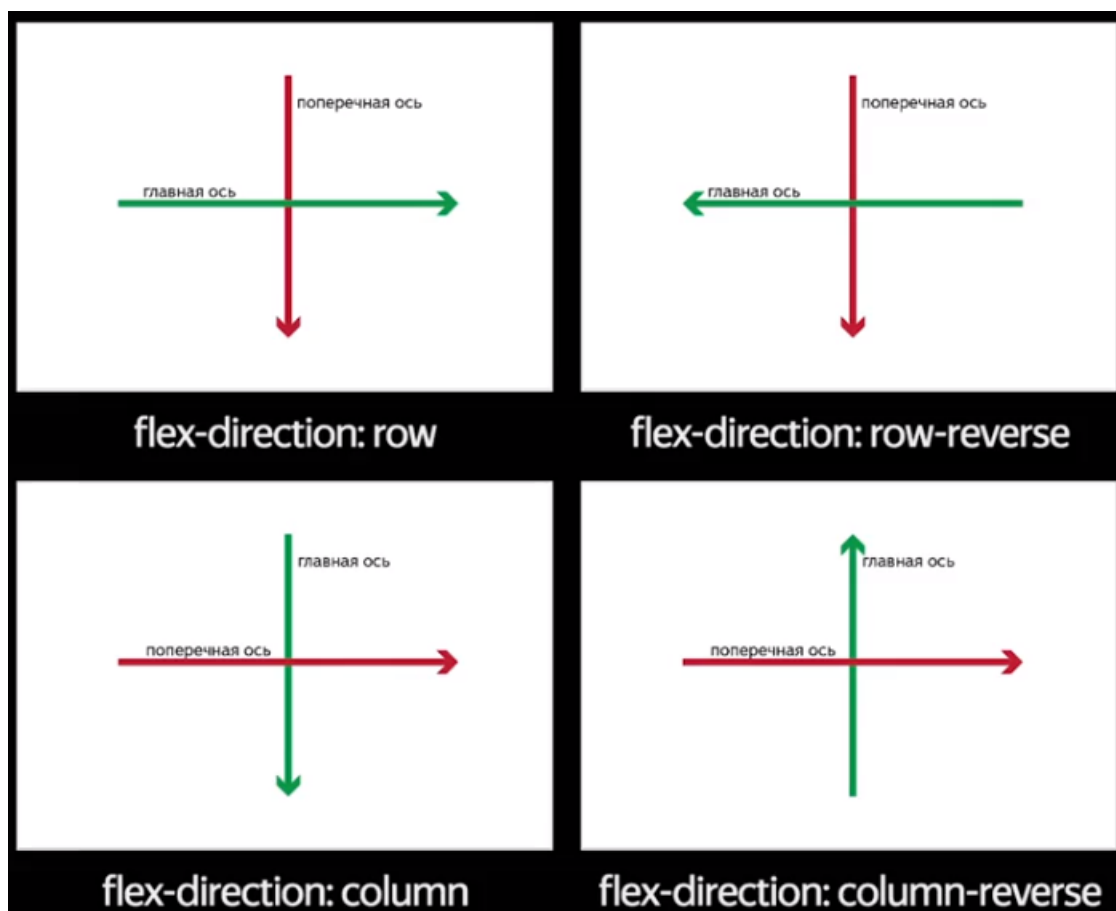 поперечная ось
главная ось
flex-direction: row
поперечная ось
главная ось
flex-direction: row-reverse
главная ось
поперечная ось
flex-direction: column
главная ось
поперечная ось
flex-direction: column-reverse